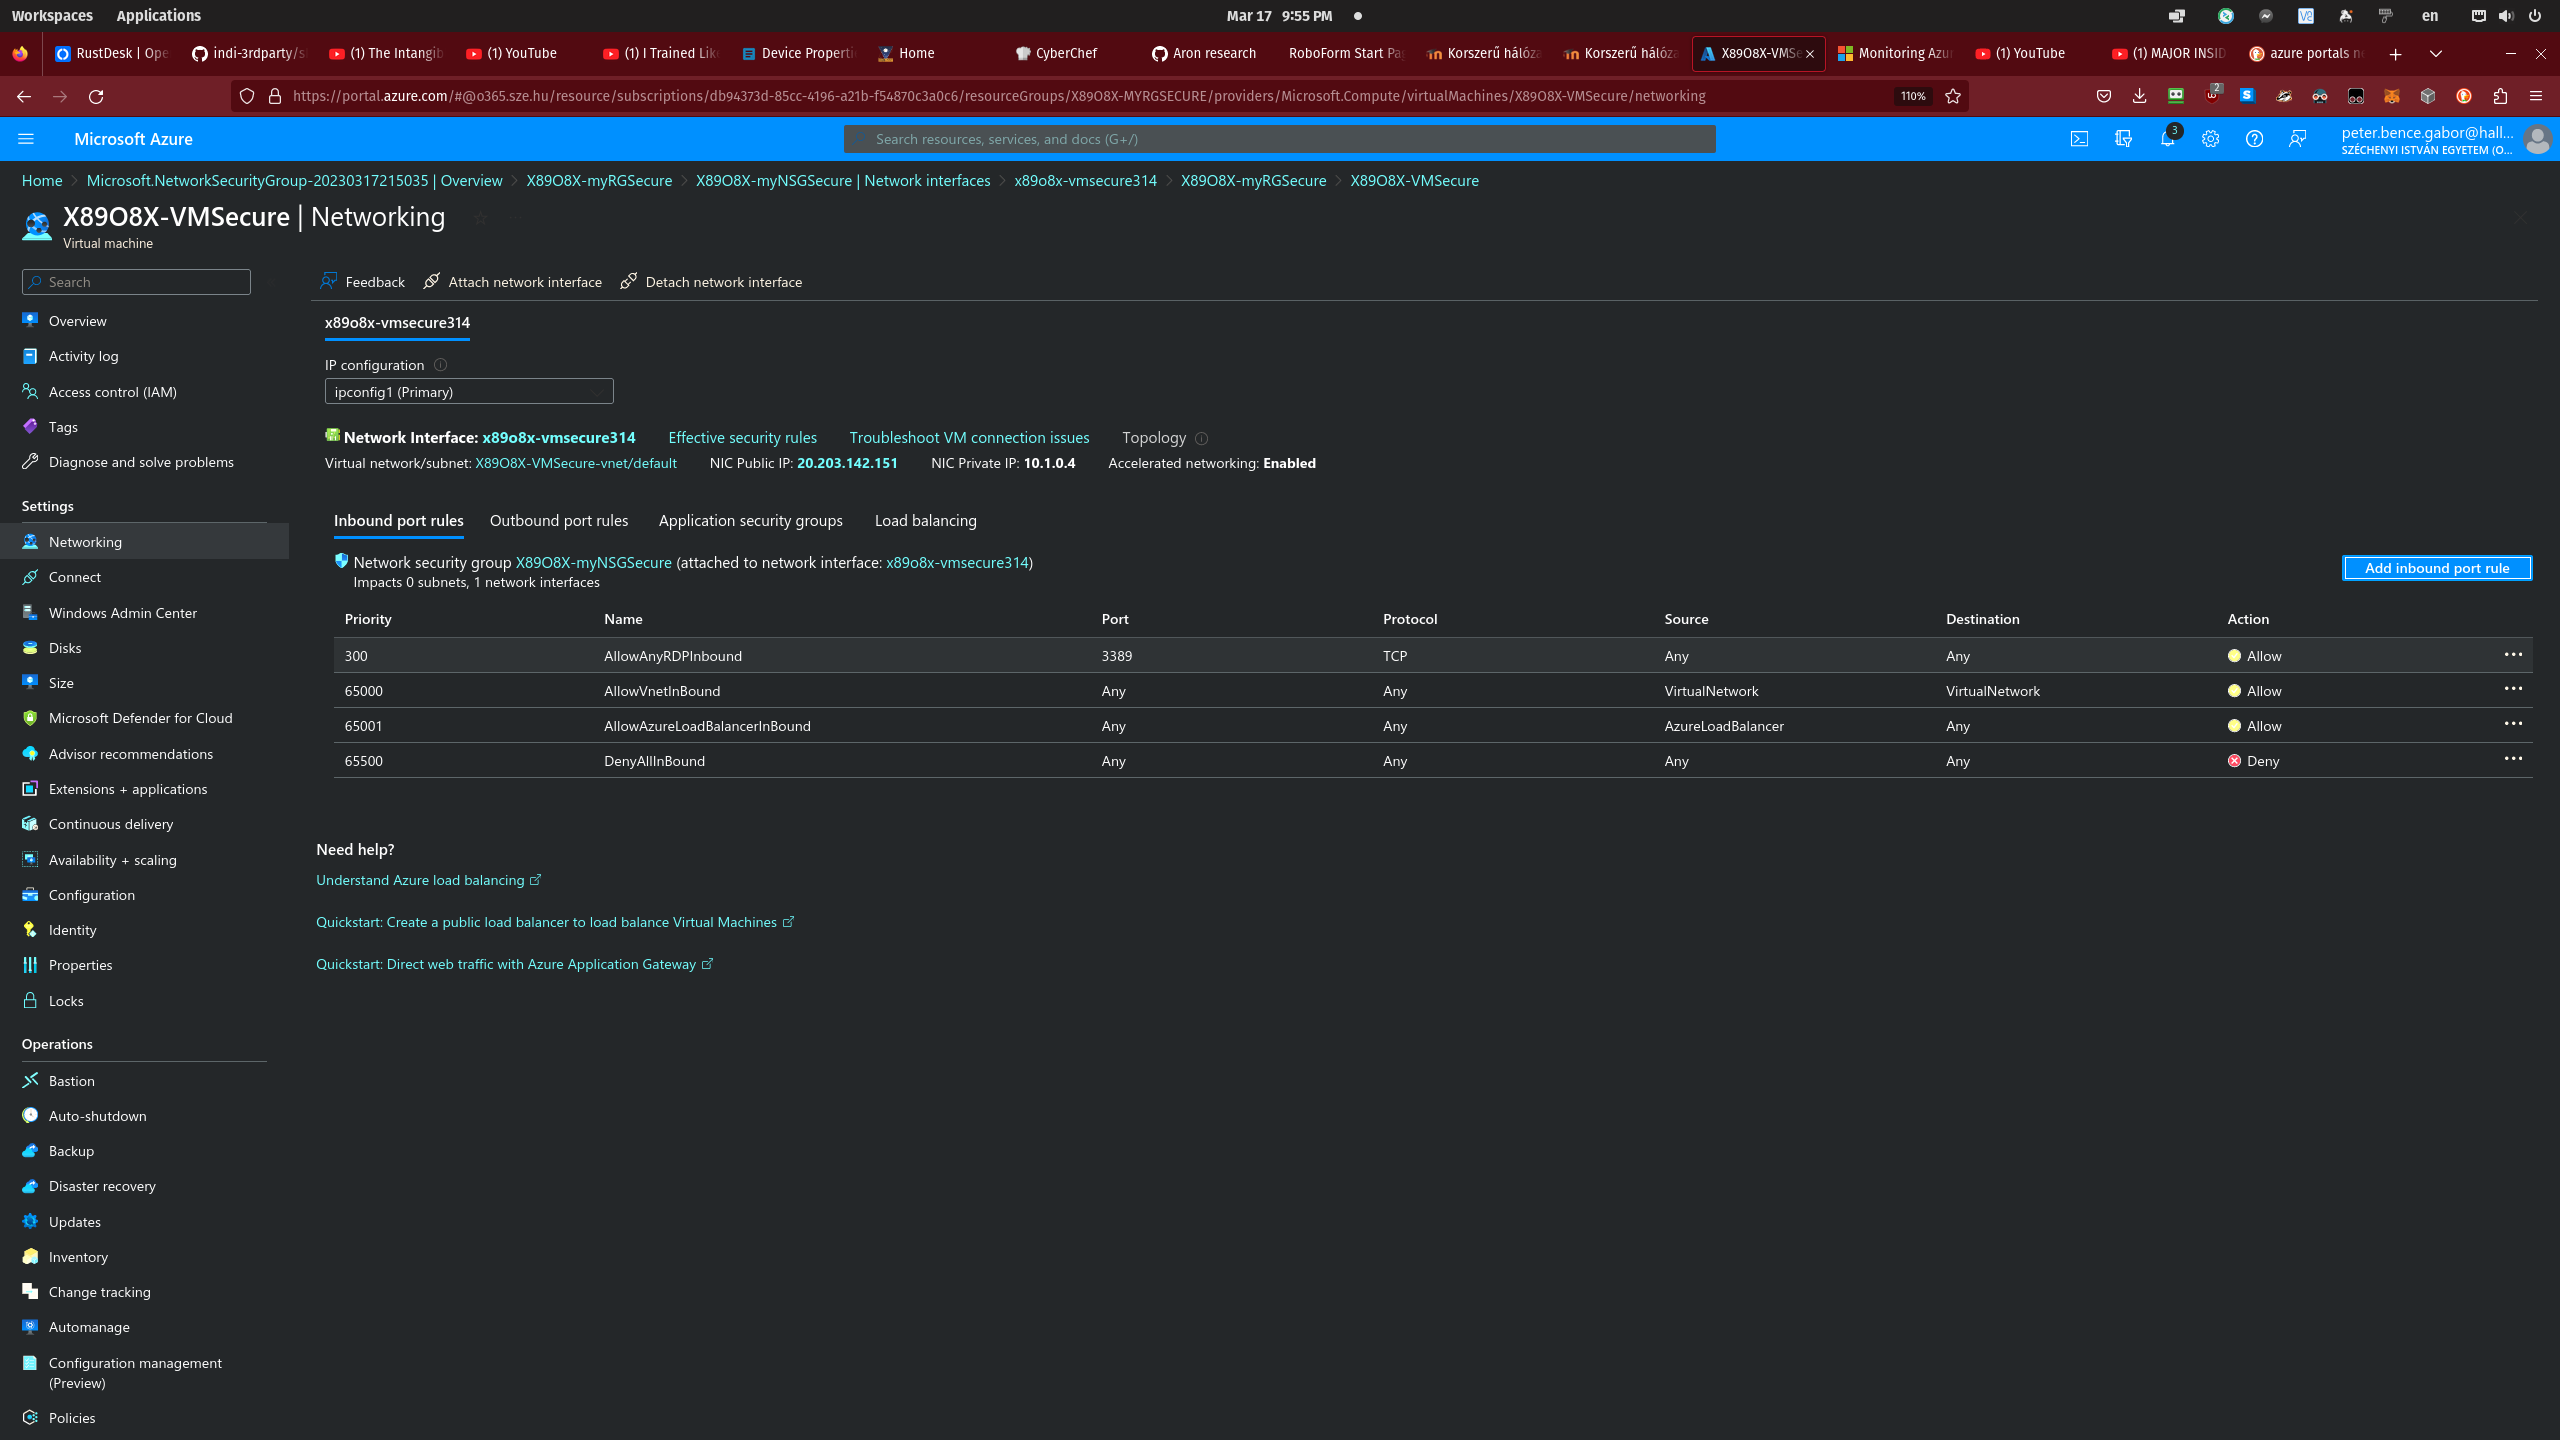 Workspaces Applications Mar 17 9:55 PM en
RustDesk | Ope indi-3rdparty/s (1) The Intangib (1) YouTube (1) I Trained Lik Device Properti Home CyberChef Aron research RoboForm Start Pa Korszerű hálóza Korszerű hálóza X89O8X-VMSe Monitoring Azur (1) YouTube (1) MAJOR INSID azure portals n
https://portal.azure.com/#@o365.sze.hu/resource/subscriptions/db94373d-85cc-4196-a21b-f54870c3a0c6/resourceGroups/X89O8X-MYRGSECURE/providers/Microsoft.Compute/virtualMachines/X89O8X-VMSecure/networking 110% 2
Microsoft Azure Search resources, services, and docs (G+/) 3 peter.bence.gabor@hall...
SZÉCHENYI ISTVÁN EGYETEM (O...
Home Microsoft.NetworkSecurityGroup-20230317215035 | Overview X89O8X-myRGSecure X89O8X-myNSGSecure | Network interfaces x89o8x-vmsecure314 X89O8X-myRGSecure X89O8X-VMSecure
X89O8X-VMSecure | Networking
Virtual machine
Search
Overview
Activity log
Access control (IAM)
Tags
Diagnose and solve problems
Settings
Networking
Connect
Windows Admin Center
Disks
Size
Microsoft Defender for Cloud
Advisor recommendations
Extensions + applications
Continuous delivery
Availability + scaling
Configuration
Identity
Properties
Locks
Operations
Bastion
Auto-shutdown
Backup
Disaster recovery
Updates
Inventory
Change tracking
Automanage
Configuration management
(Preview)
Policies
Feedback Attach network interface Detach network interface
x89o8x-vmsecure314
IP configuration
ipconfig1 (Primary)
Network Interface: x89o8x-vmsecure314 Effective security rules Troubleshoot VM connection issues Topology
Virtual network/subnet: X89O8X-VMSecure-vnet/default NIC Public IP: 20.203.142.151 NIC Private IP: 10.1.0.4 Accelerated networking: Enabled
Inbound port rules Outbound port rules Application security groups Load balancing
Network security group X89O8X-myNSGSecure (attached to network interface: x89o8x-vmsecure314)
Impacts 0 subnets, 1 network interfaces
Add inbound port rule
Priority Name Port Protocol Source Destination Action
300 AllowAnyRDPInbound 3389 TCP Any Any Allow
65000 AllowVnetInBound Any Any VirtualNetwork VirtualNetwork Allow
65001 AllowAzureLoadBalancerInBound Any Any AzureLoadBalancer Any Allow
65500 DenyAllInBound Any Any Any Any Deny
Need help?
Understand Azure load balancing
Quickstart: Create a public load balancer to load balance Virtual Machines
Quickstart: Direct web traffic with Azure Application Gateway